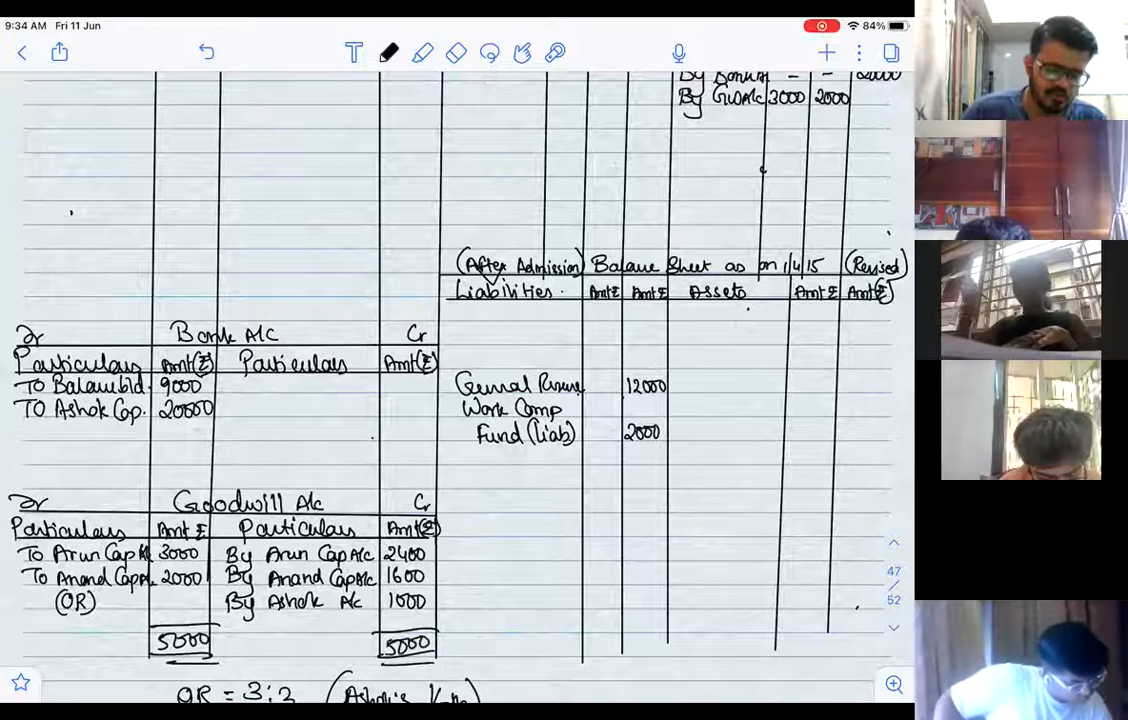 9:34 AM Fri 11 Jun
84%
By - - 
By GW A/c 3000 2000
(After Admission) Balance Sheet as on 1/4/15 (Revised)
Liabilities. Amt ₹ Amt ₹ Assets Amt ₹ Amt(₹)
General Reserve 12000
Work Comp
Fund (liab) 2000
Dr Bank A/c Cr
Particulars Amt(₹) Particulars Amt(₹)
To Balance b/d. 9000
To Ashok Cap. 20000
Dr Goodwill A/c Cr
Particulars Amt ₹ Particulars Amt(₹)
To Arun Cap A/c 3000 By Arun Cap A/c 2400
To Anand Cap A/c 2000 By Anand Cap A/c 1600
(OR) By Ashok A/c 1000
5000 5000
OR = 3:2 (Ashok's
47
/
52